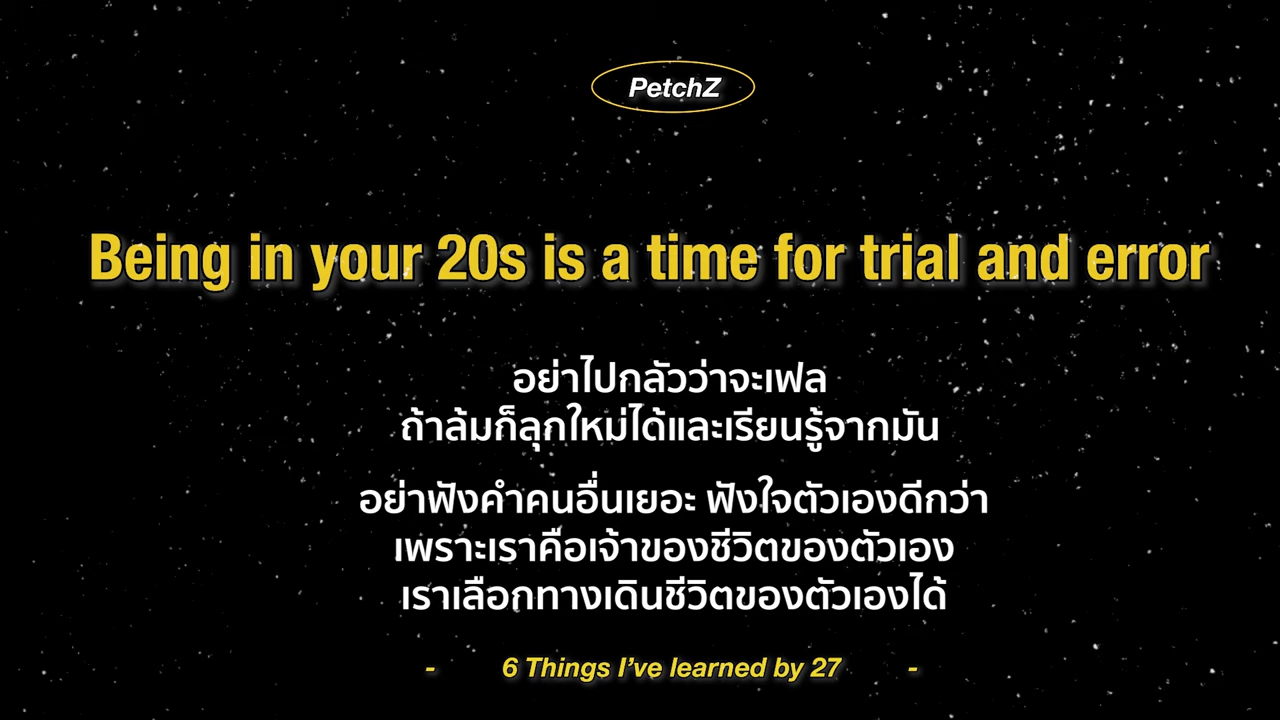 PetchZ
Being in your 20s is a time for trial and error
อย่าไปกลัวว่าจะเฟล
ถ้าล้มก็ลุกใหม่ได้และเรียนรู้จากมัน
อย่าฟังคำคนอื่นเยอะ ฟังใจตัวเองดีกว่า
เพราะเราคือเจ้าของชีวิตของตัวเอง
เราเลือกทางเดินชีวิตของตัวเองได้
- 6 Things I’ve learned by 27 -